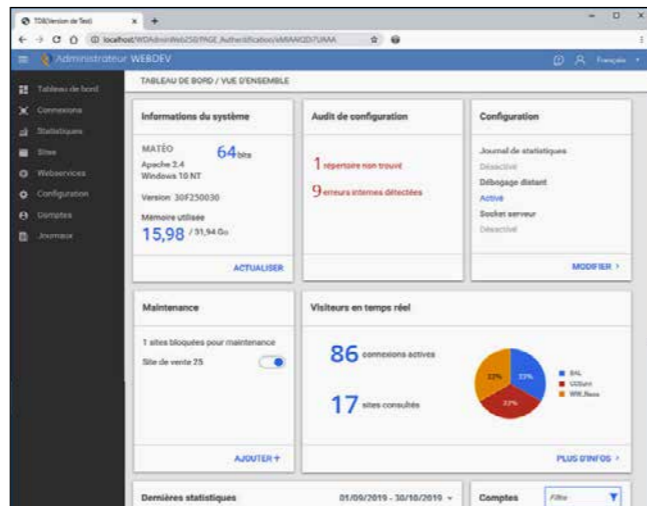 TDB(Version de Test)
localhost/WDAdminWeb250/PAGE_Authentification/
Administrateur WEBDEV
Français
TABLEAU DE BORD / VUE D'ENSEMBLE
Tableau de bord
Connexions
Statistiques
Sites
Webservices
Configuration
Comptes
Journaux
Informations du système
MATÉO
64 bits
Apache 2.4
Windows 10 NT
Version 30F250030
Mémoire utilisée
15,98 / 31,94 Go
ACTUALISER
Audit de configuration
1 répertoire non trouvé
9 erreurs internes détectées
Configuration
Journal de statistiques
Désactivé
Débogage distant
Activé
Socket serveur
Désactivé
MODIFIER >
Maintenance
1 sites bloquées pour maintenance
Site de vente 25
AJOUTER +
Visiteurs en temps réel
86 connexions actives
17 sites consultés
33% 33%
33%
PLUS D'INFOS >
Dernières statistiques
01/09/2019 - 30/10/2019
Comptes
Filtre